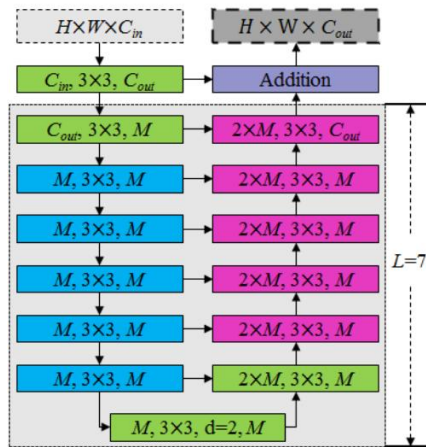 H×W×C_in
H × W × C_out
C_in, 3×3, C_out
Addition
C_out, 3×3, M
2×M, 3×3, C_out
M, 3×3, M
2×M, 3×3, M
M, 3×3, M
2×M, 3×3, M
M, 3×3, M
2×M, 3×3, M
M, 3×3, M
2×M, 3×3, M
M, 3×3, M
2×M, 3×3, M
M, 3×3, d=2, M
L=7